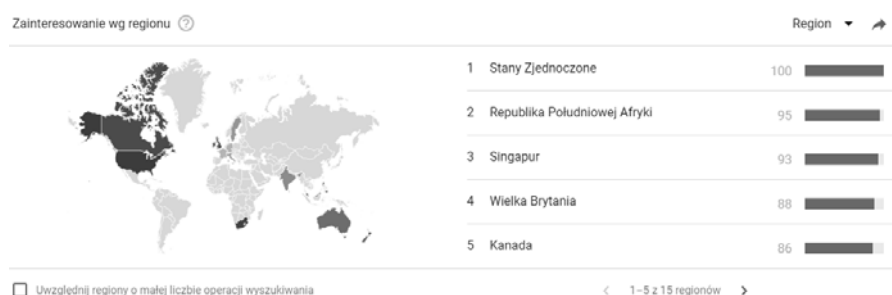 Zainteresowanie wg regionu ?
Region
1 Stany Zjednoczone 100
2 Republika Południowej Afryki 95
3 Singapur 93
4 Wielka Brytania 88
5 Kanada 86
Uwzględnij regiony o małej liczbie operacji wyszukiwania
1–5 z 15 regionów